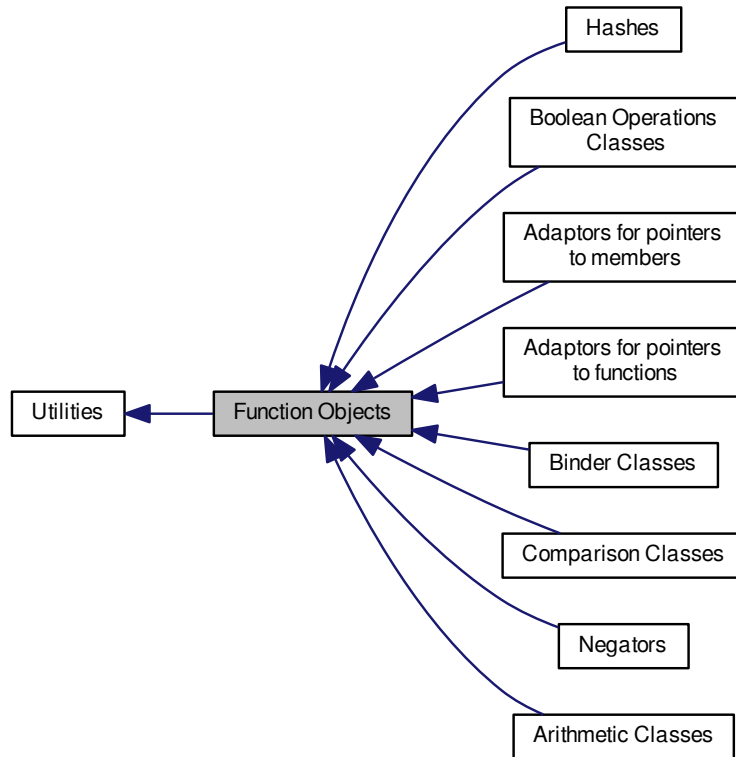 Hashes
Boolean Operations
Classes
Adaptors for pointers
to members
Adaptors for pointers
to functions
Utilities
Function Objects
Binder Classes
Comparison Classes
Negators
Arithmetic Classes